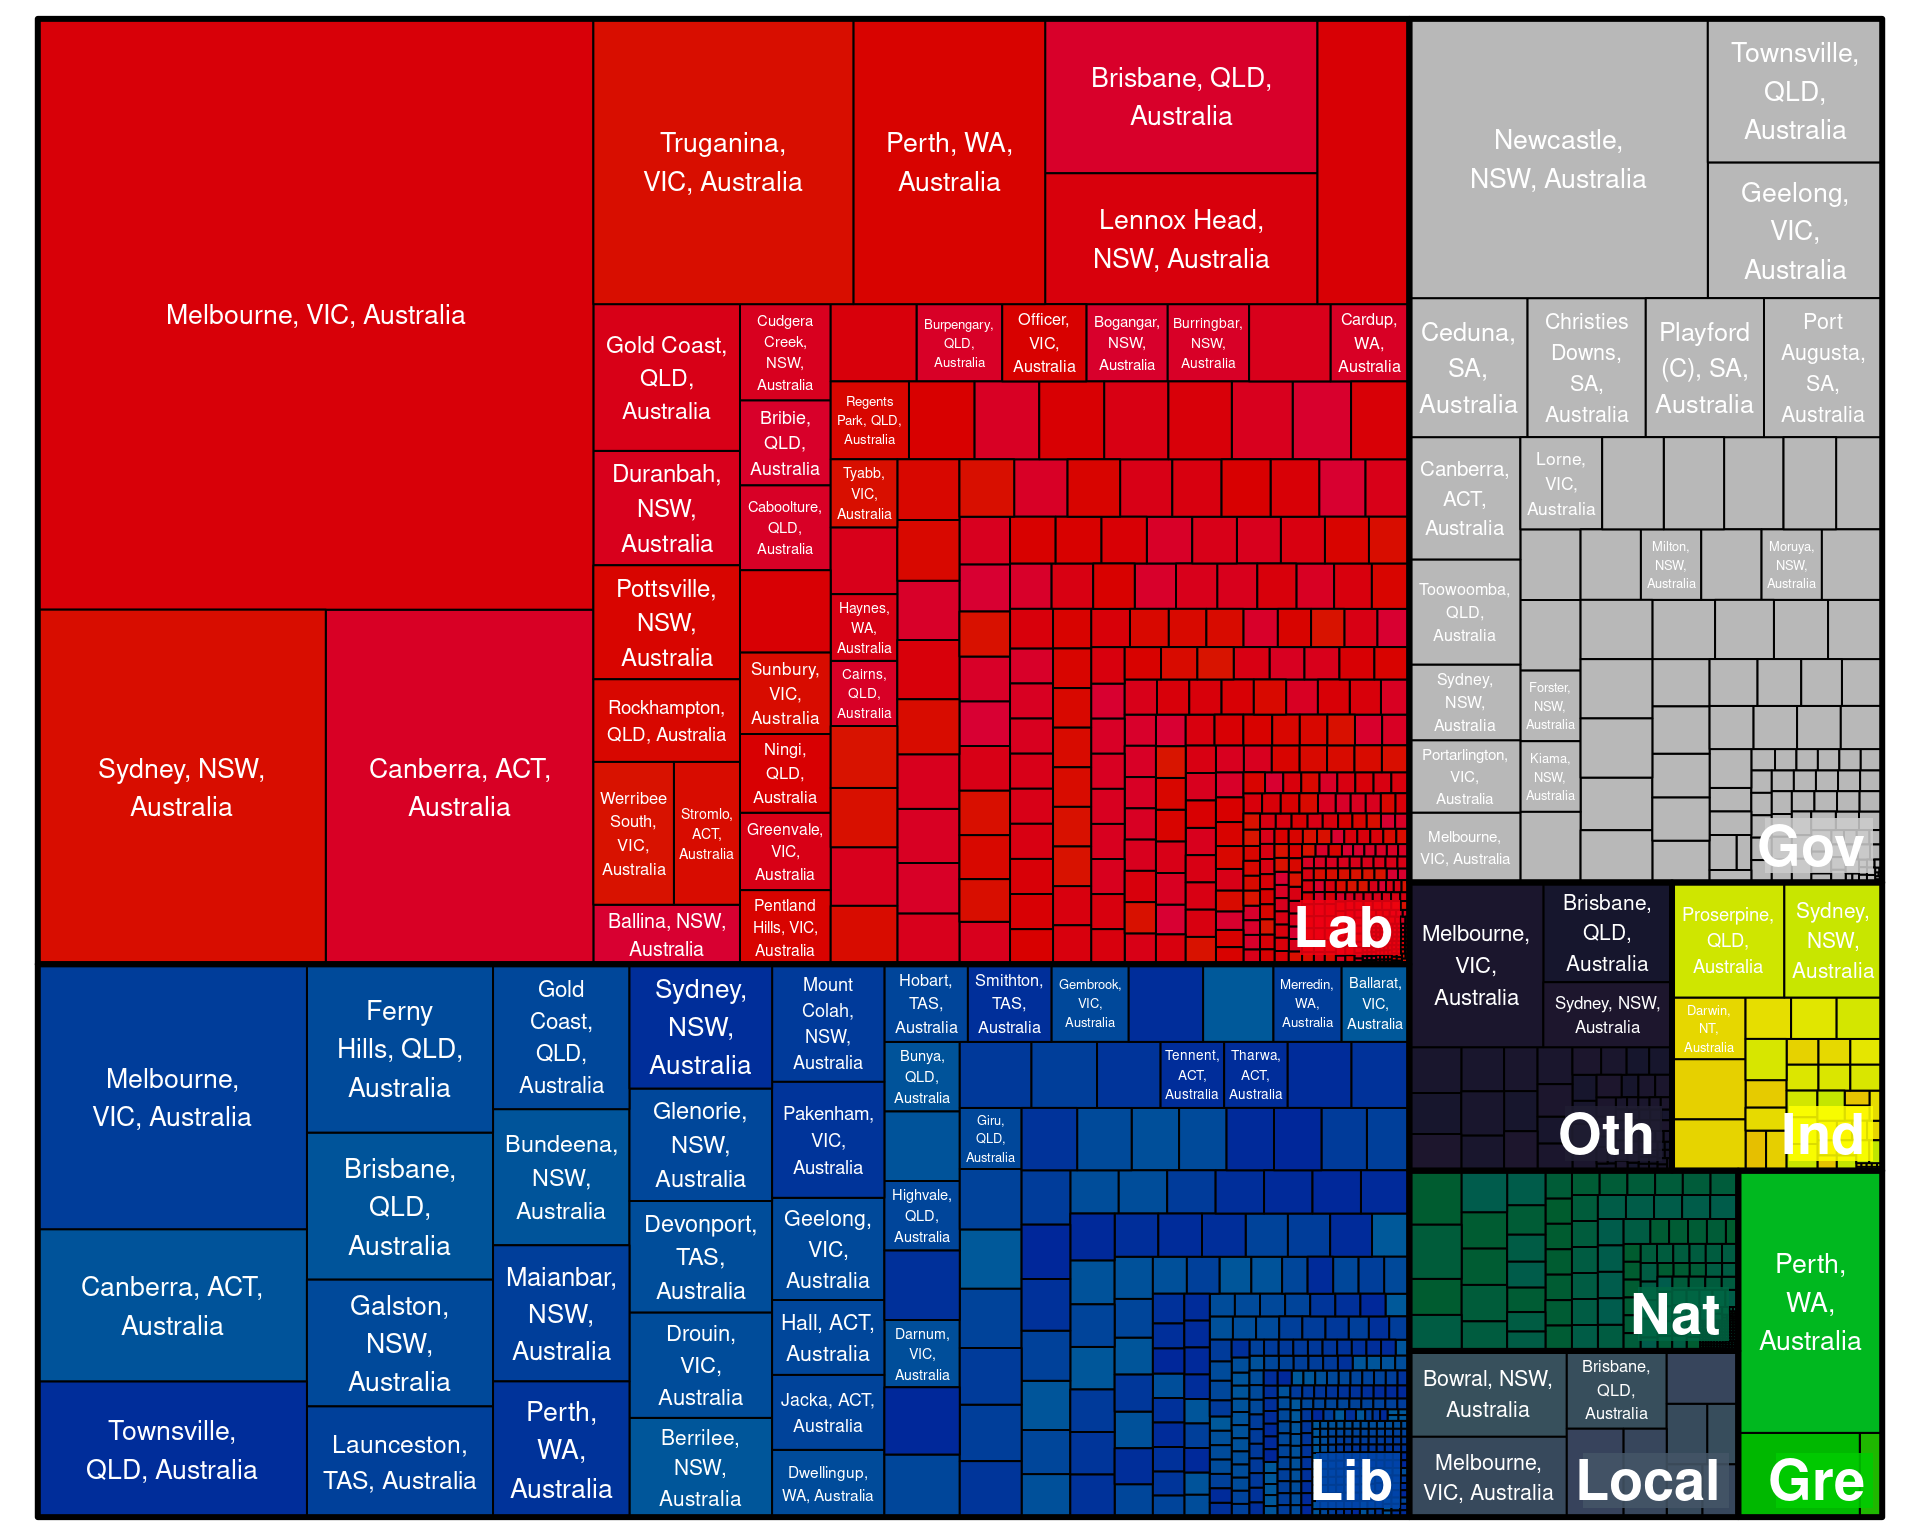 Melbourne, VIC, Australia
Sydney, NSW,
Australia
Canberra, ACT,
Australia
Truganina,
VIC, Australia
Perth, WA,
Australia
Brisbane, QLD,
Australia
Lennox Head,
NSW, Australia
Gold Coast,
QLD,
Australia
Duranbah,
NSW,
Australia
Pottsville,
NSW,
Australia
Rockhampton,
QLD, Australia
Werribee
South,
VIC,
Australia
Stromlo,
ACT,
Australia
Ballina, NSW,
Australia
Cudgera
Creek,
NSW,
Australia
Bribie,
QLD,
Australia
Caboolture,
QLD,
Australia
Sunbury,
VIC,
Australia
Ningi,
QLD,
Australia
Greenvale,
VIC,
Australia
Pentland
Hills, VIC,
Australia
Burpengary,
QLD,
Australia
Officer,
VIC,
Australia
Bogangar,
NSW,
Australia
Burringbar,
NSW,
Australia
Cardup,
WA,
Australia
Regents
Park, QLD,
Australia
Tyabb,
VIC,
Australia
Haynes,
WA,
Australia
Cairns,
QLD,
Australia
Lab
Newcastle,
NSW, Australia
Townsville,
QLD,
Australia
Geelong,
VIC,
Australia
Ceduna,
SA,
Australia
Christies
Downs,
SA,
Australia
Playford
(C), SA,
Australia
Port
Augusta,
SA,
Australia
Canberra,
ACT,
Australia
Toowoomba,
QLD,
Australia
Sydney,
NSW,
Australia
Portarlington,
VIC,
Australia
Melbourne,
VIC, Australia
Lorne,
VIC,
Australia
Milton,
NSW,
Australia
Moruya,
NSW,
Australia
Forster,
NSW,
Australia
Kiama,
NSW,
Australia
Gov
Melbourne,
VIC, Australia
Canberra, ACT,
Australia
Townsville,
QLD, Australia
Ferny
Hills, QLD,
Australia
Brisbane,
QLD,
Australia
Galston,
NSW,
Australia
Launceston,
TAS, Australia
Gold
Coast,
QLD,
Australia
Bundeena,
NSW,
Australia
Maianbar,
NSW,
Australia
Perth,
WA,
Australia
Sydney,
NSW,
Australia
Glenorie,
NSW,
Australia
Devonport,
TAS,
Australia
Drouin,
VIC,
Australia
Berrilee,
NSW,
Australia
Mount
Colah,
NSW,
Australia
Pakenham,
VIC,
Australia
Geelong,
VIC,
Australia
Hall, ACT,
Australia
Jacka, ACT,
Australia
Dwellingup,
WA, Australia
Hobart,
TAS,
Australia
Smithton,
TAS,
Australia
Gembrook,
VIC,
Australia
Merredin,
WA,
Australia
Ballarat,
VIC,
Australia
Bunya,
QLD,
Australia
Tennent,
ACT,
Australia
Tharwa,
ACT,
Australia
Giru,
QLD,
Australia
Highvale,
QLD,
Australia
Darnum,
VIC,
Australia
Lib
Melbourne,
VIC,
Australia
Brisbane,
QLD,
Australia
Sydney, NSW,
Australia
Oth
Proserpine,
QLD,
Australia
Sydney,
NSW,
Australia
Darwin,
NT,
Australia
Ind
Nat
Perth,
WA,
Australia
Gre
Bowral, NSW,
Australia
Brisbane,
QLD,
Australia
Melbourne,
VIC, Australia
Local